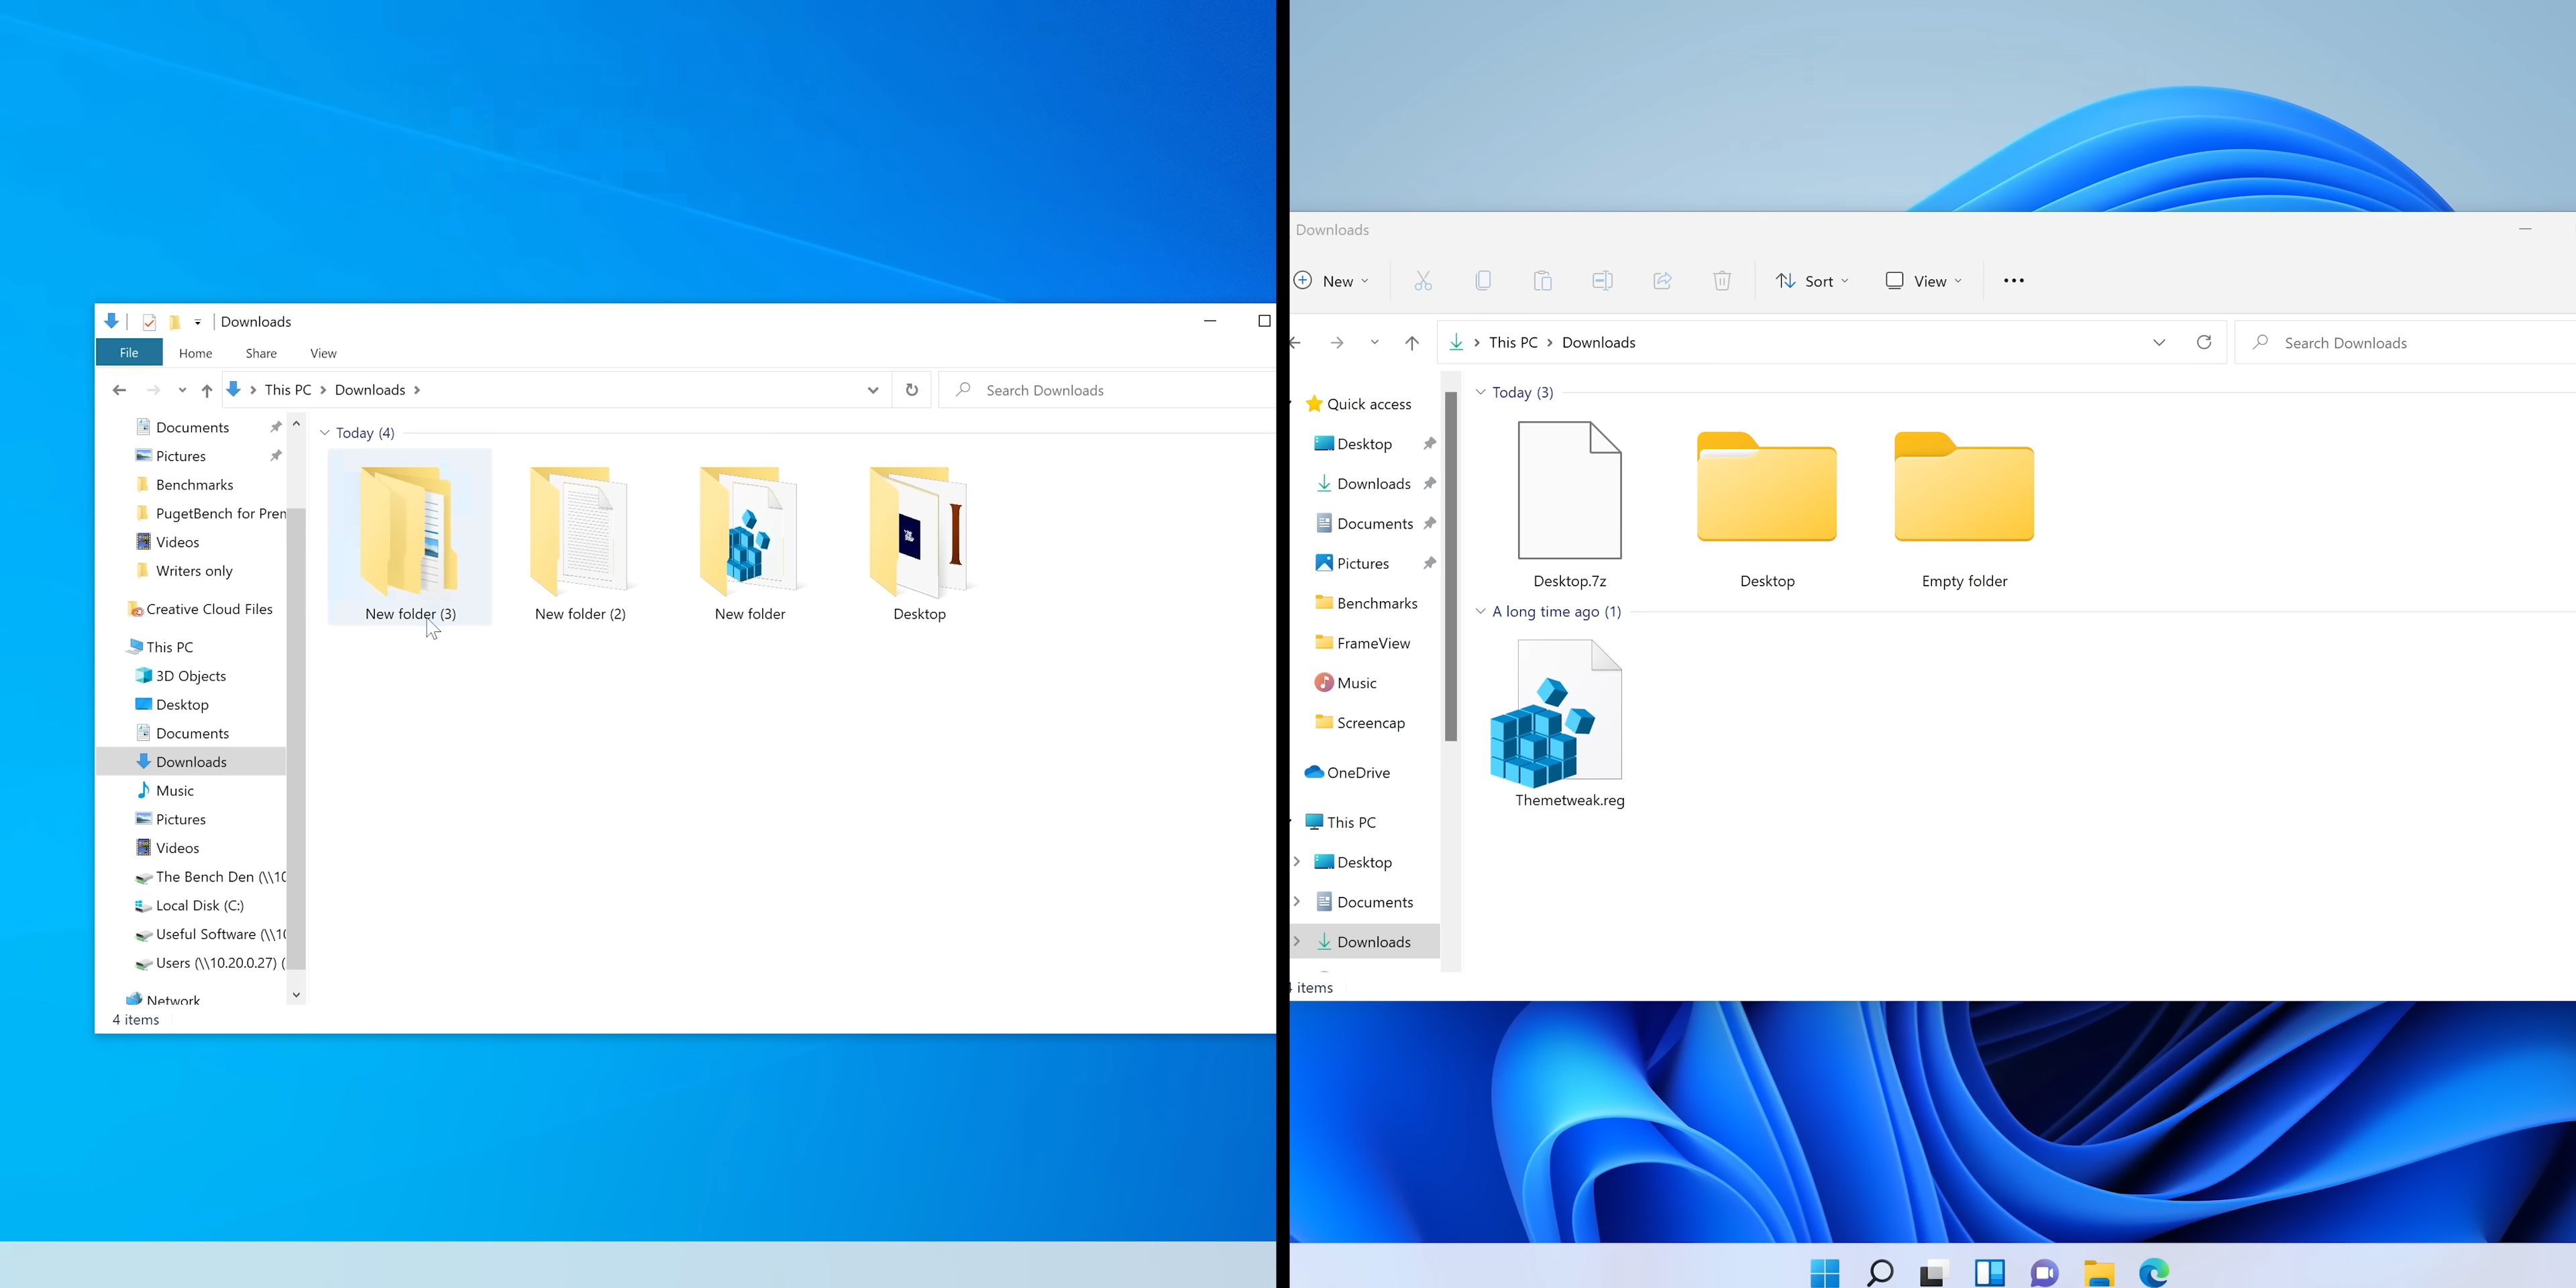 Downloads
File Home Share View
This PC Downloads
Search Downloads
Documents
Pictures
Benchmarks
PugetBench for Pren
Videos
Writers only
Creative Cloud Files
This PC
3D Objects
Desktop
Documents
Downloads
Music
Pictures
Videos
The Bench Den (\\10
Local Disk (C:)
Useful Software (\\10
Users (\\10.20.0.27) (
Network
Today (4)
New folder (3)
New folder (2)
New folder
Desktop
4 items
Downloads
New Sort View
This PC Downloads
Search Downloads
Quick access
Desktop
Downloads
Documents
Pictures
Benchmarks
FrameView
Music
Screencap
OneDrive
This PC
Desktop
Documents
Downloads
Today (3)
Desktop.7z
Desktop
Empty folder
A long time ago (1)
Themetweak.reg
4 items